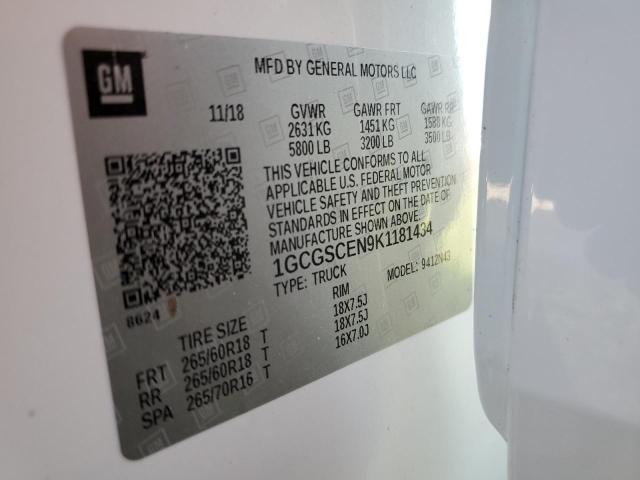 GM
MFD BY GENERAL MOTORS LLC
11/18 GVWR GAWR FRT GAWR RR
2631 KG 1451 KG 1588 KG
5800 LB 3200 LB 3500 LB
THIS VEHICLE CONFORMS TO ALL
APPLICABLE U.S. FEDERAL MOTOR
VEHICLE SAFETY AND THEFT PREVENTION
STANDARDS IN EFFECT ON THE DATE OF
MANUFACTURE SHOWN ABOVE.
1GCGSCEN9K1181434
TYPE: TRUCK MODEL: 9412N43
8624
TIRE SIZE RIM
FRT 265/60R18 T 18X7.5J
RR 265/60R18 T 18X7.5J
SPA 265/70R16 T 16X7.0J